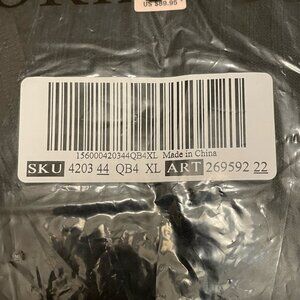 US $89.95
156000420344QB4XL Made in China
SKU 4203 44 QB4 XL ART 269592 22